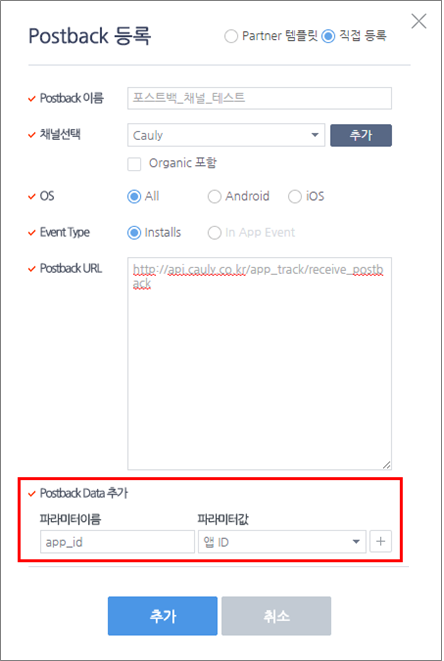 Postback 등록
Partner 템플릿 직접 등록
Postback 이름 포스트백_채널_테스트
채널선택 Cauly 추가
Organic 포함
OS All Android iOS
Event Type Installs In App Event
Postback URL http://api.cauly.co.kr/app_track/receive_postb
ack
Postback Data 추가
파라미터이름 파라미터값
app_id 앱 ID +
추가 취소